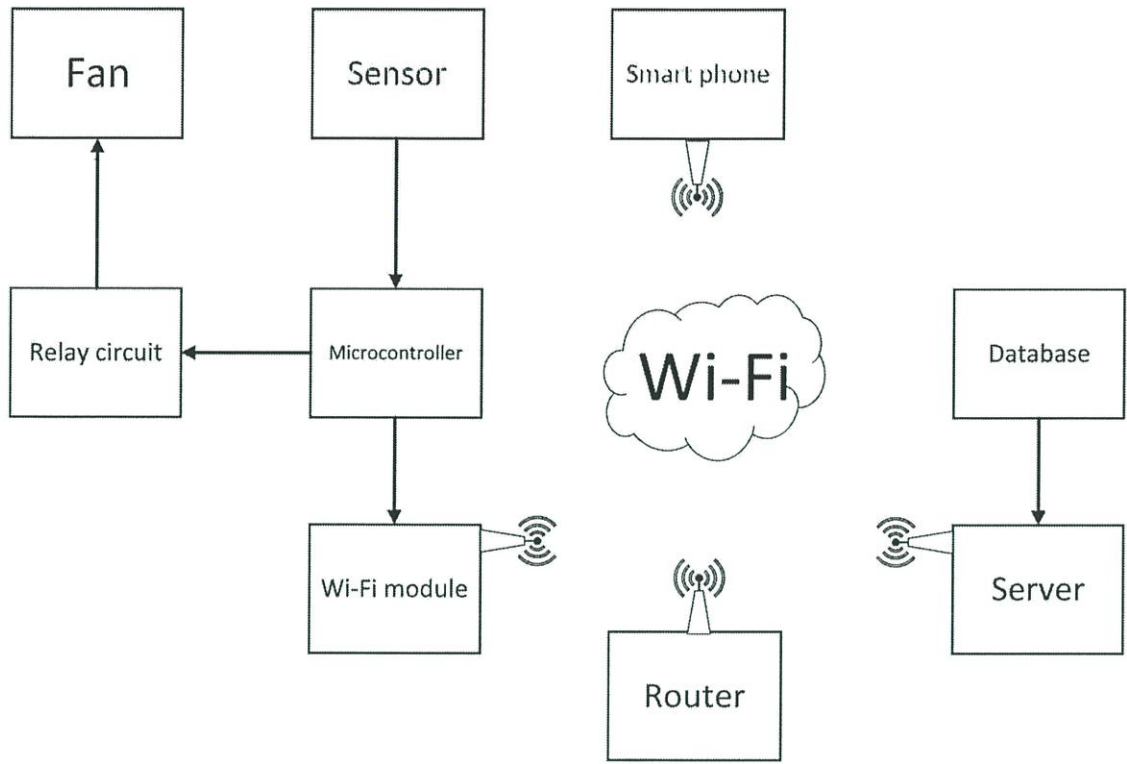 Fan
Sensor
Smart phone
Relay circuit
Microcontroller
Wi-Fi
Database
Wi-Fi module
Server
Router